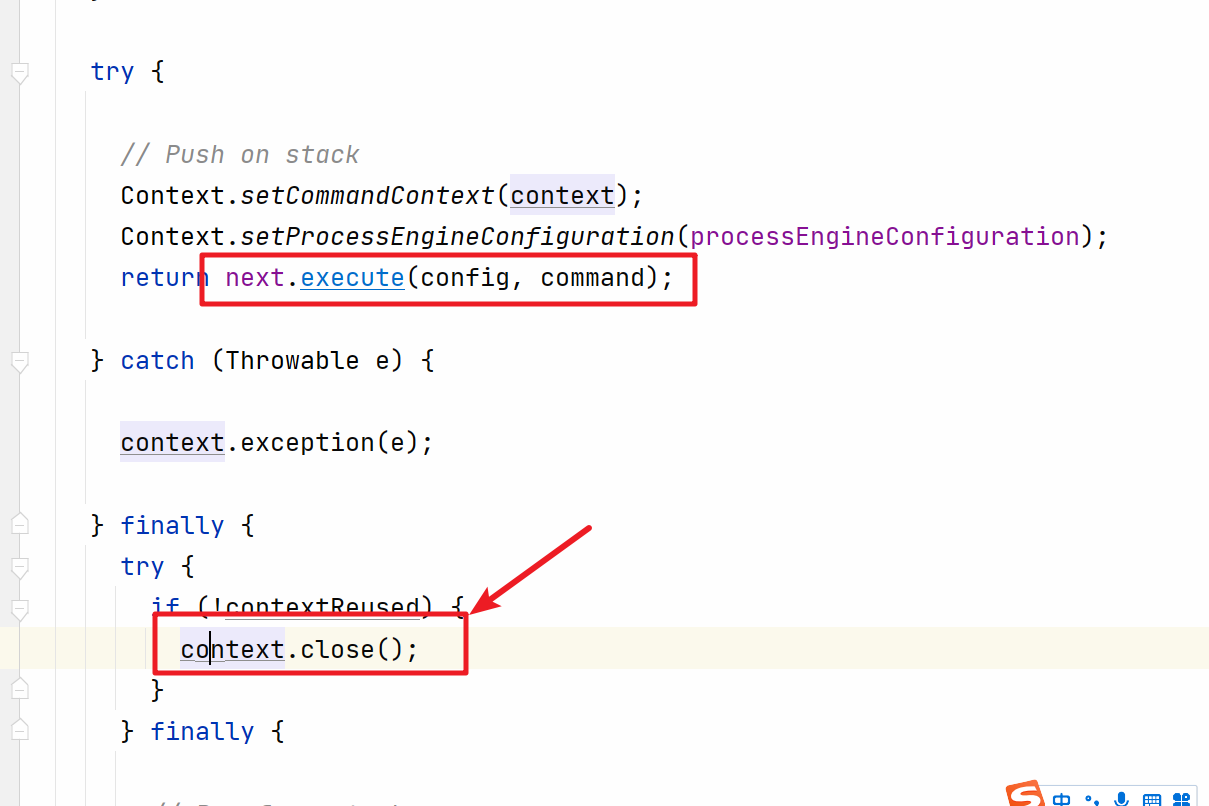 try {
// Push on stack
Context.setCommandContext(context);
Context.setProcessEngineConfiguration(processEngineConfiguration);
return next.execute(config, command);
} catch (Throwable e) {
context.exception(e);
} finally {
try {
if (!contextReused) {
context.close();
}
} finally {
中